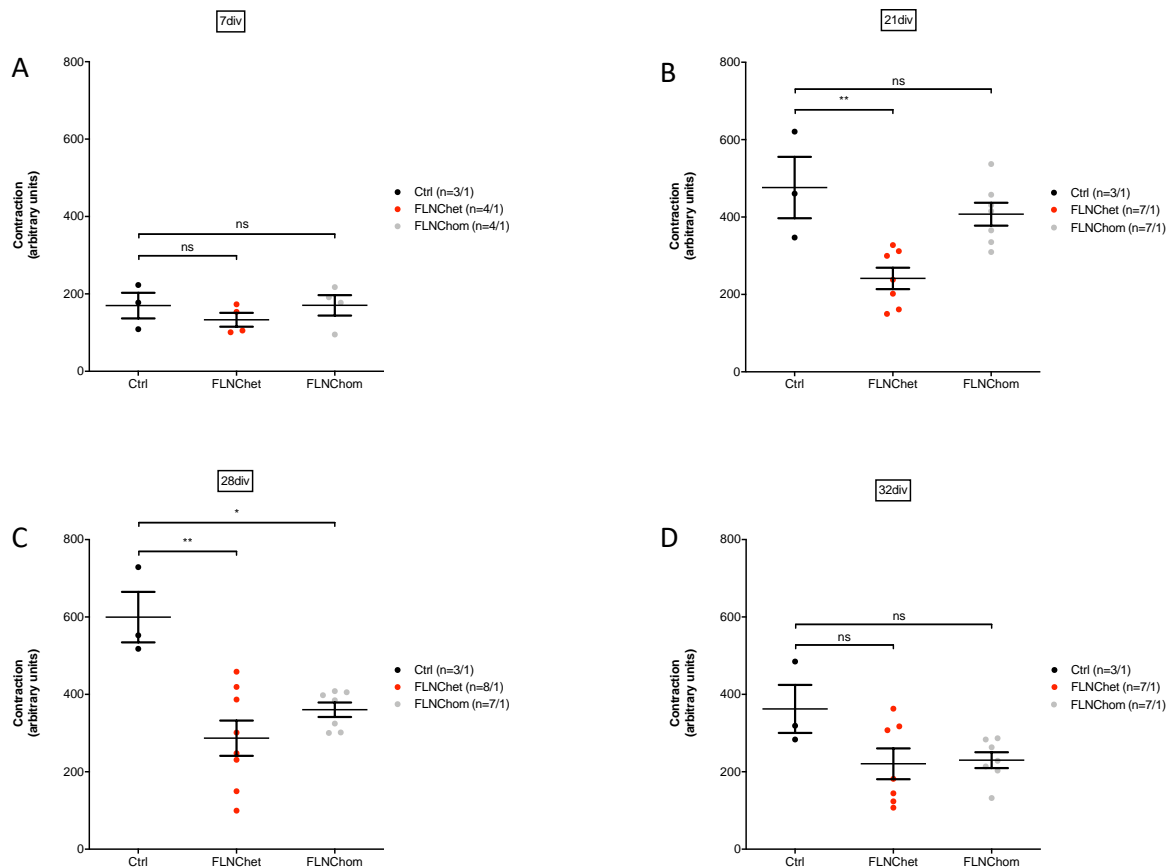 7div
A
800
600
400
200
0
Contraction
(arbitrary units)
ns
ns
Ctrl
FLNChet
FLNChom
Ctrl (n=3/1)
FLNChet (n=4/1)
FLNChom (n=4/1)
21div
B
800
600
400
200
0
Contraction
(arbitrary units)
ns
**
Ctrl
FLNChet
FLNChom
Ctrl (n=3/1)
FLNChet (n=7/1)
FLNChom (n=7/1)
28div
C
800
600
400
200
0
Contraction
(arbitrary units)
*
**
Ctrl
FLNChet
FLNChom
Ctrl (n=3/1)
FLNChet (n=8/1)
FLNChom (n=7/1)
32div
D
800
600
400
200
0
Contraction
(arbitrary units)
ns
ns
Ctrl
FLNChet
FLNChom
Ctrl (n=3/1)
FLNChet (n=7/1)
FLNChom (n=7/1)